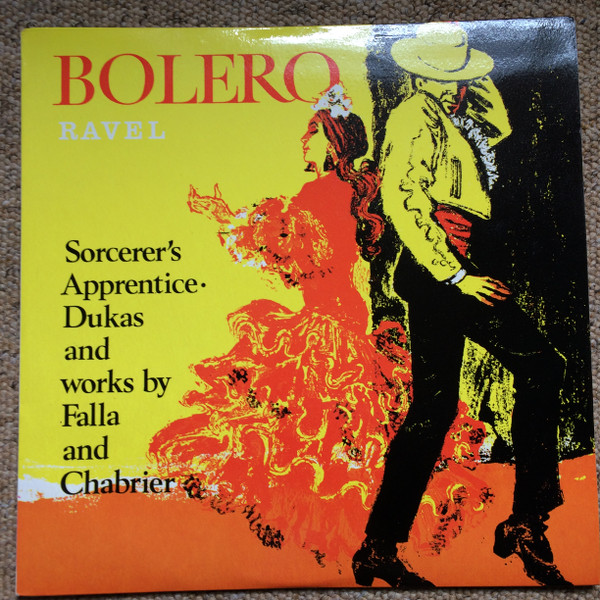 BOLERO
RAVEL
Sorcerer's
Apprentice·
Dukas
and
works by
Falla
and
Chabrier